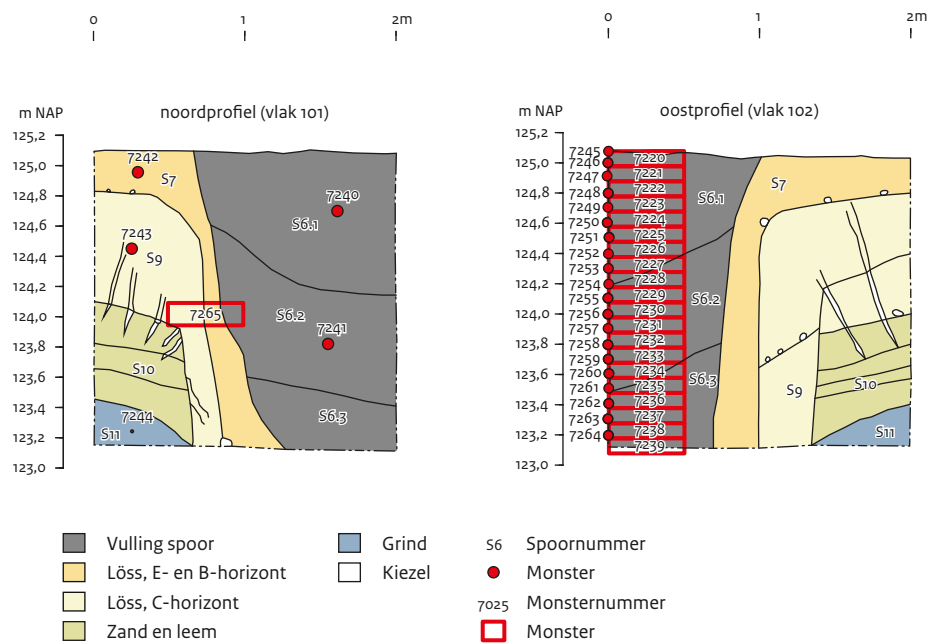 0 1 2m
0 1 2m
m NAP
noordprofiel (vlak 101)
m NAP
oostprofiel (vlak 102)
125,2
125,0
124,8
124,6
124,4
124,2
124,0
123,8
123,6
123,4
123,2
123,0
7242
S7
7240
S6.1
7243
S9
7265
S6.2
7241
S10
S6.3
7244
S11
125,2
125,0
124,8
124,6
124,4
124,2
124,0
123,8
123,6
123,4
123,2
123,0
7245
7246
7247
7248
7249
7250
7251
7252
7253
7254
7255
7256
7257
7258
7259
7260
7261
7262
7263
7264
7220
7221
7222
7223
7224
7225
7226
7227
7228
7229
7230
7231
7232
7233
7234
7235
7236
7237
7238
7239
S6.1
S7
S6.2
S6.3
S9
S10
S11
Vulling spoor
Grind
S6 Spoornummer
Löss, E- en B-horizont
Kiezel
Monster
Löss, C-horizont
7025 Monsternummer
Zand en leem
Monster